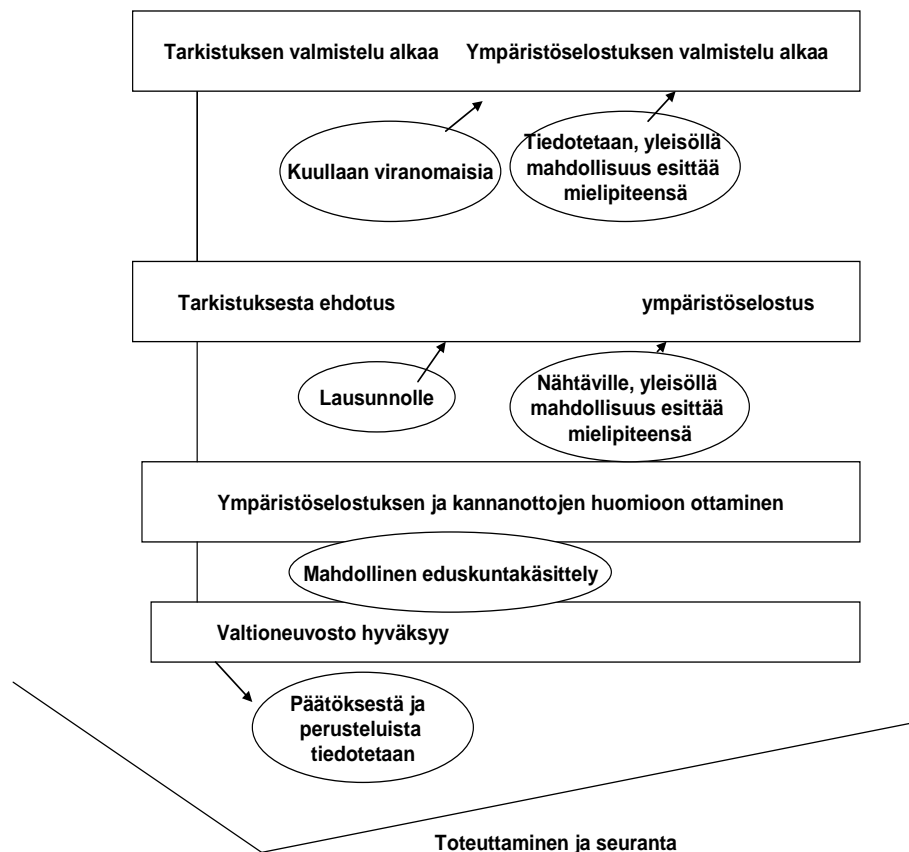 Tarkistuksen valmistelu alkaa Ympäristöselostuksen valmistelu alkaa
Kuullaan viranomaisia
Tiedotetaan, yleisöllä
mahdollisuus esittää
mielipiteensä
Tarkistuksesta ehdotus ympäristöselostus
Lausunnolle
Nähtäville, yleisöllä
mahdollisuus esittää
mielipiteensä
Ympäristöselostuksen ja kannanottojen huomioon ottaminen
Mahdollinen eduskuntakäsittely
Valtioneuvosto hyväksyy
Päätöksestä ja
perusteluista
tiedotetaan
Toteuttaminen ja seuranta